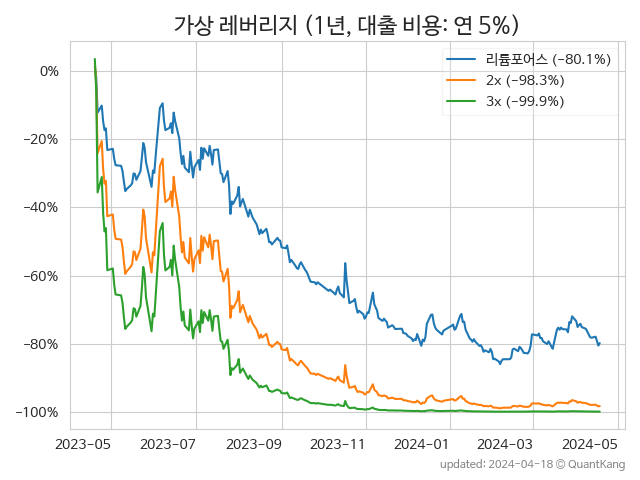 가상 레버리지 (1년, 대출 비용: 연 5%)
리튬포어스 (−80.1%)
2x (−98.3%)
3x (−99.9%)
0%
−20%
−40%
−60%
−80%
−100%
2023-05 2023-07 2023-09 2023-11 2024-01 2024-03 2024-05
updated: 2024-04-18 © QuantKang